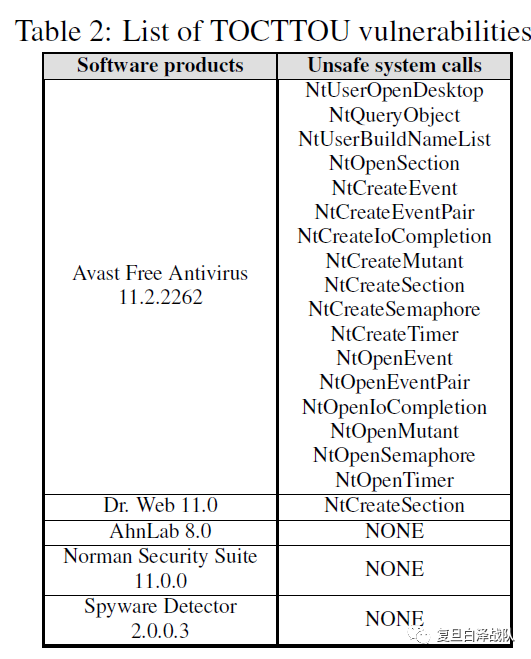 Table 2: List of TOCTTOU vulnerabilities
Software products Unsafe system calls
Avast Free Antivirus
11.2.2262
NtUserOpenDesktop
NtQueryObject
NtUserBuildNameList
NtOpenSection
NtCreateEvent
NtCreateEventPair
NtCreateIoCompletion
NtCreateMutant
NtCreateSection
NtCreateSemaphore
NtCreateTimer
NtOpenEvent
NtOpenEventPair
NtOpenIoCompletion
NtOpenMutant
NtOpenSemaphore
NtOpenTimer
Dr. Web 11.0 NtCreateSection
AhnLab 8.0 NONE
Norman Security Suite
11.0.0
NONE
Spyware Detector
2.0.0.3
NONE
复旦白泽战队